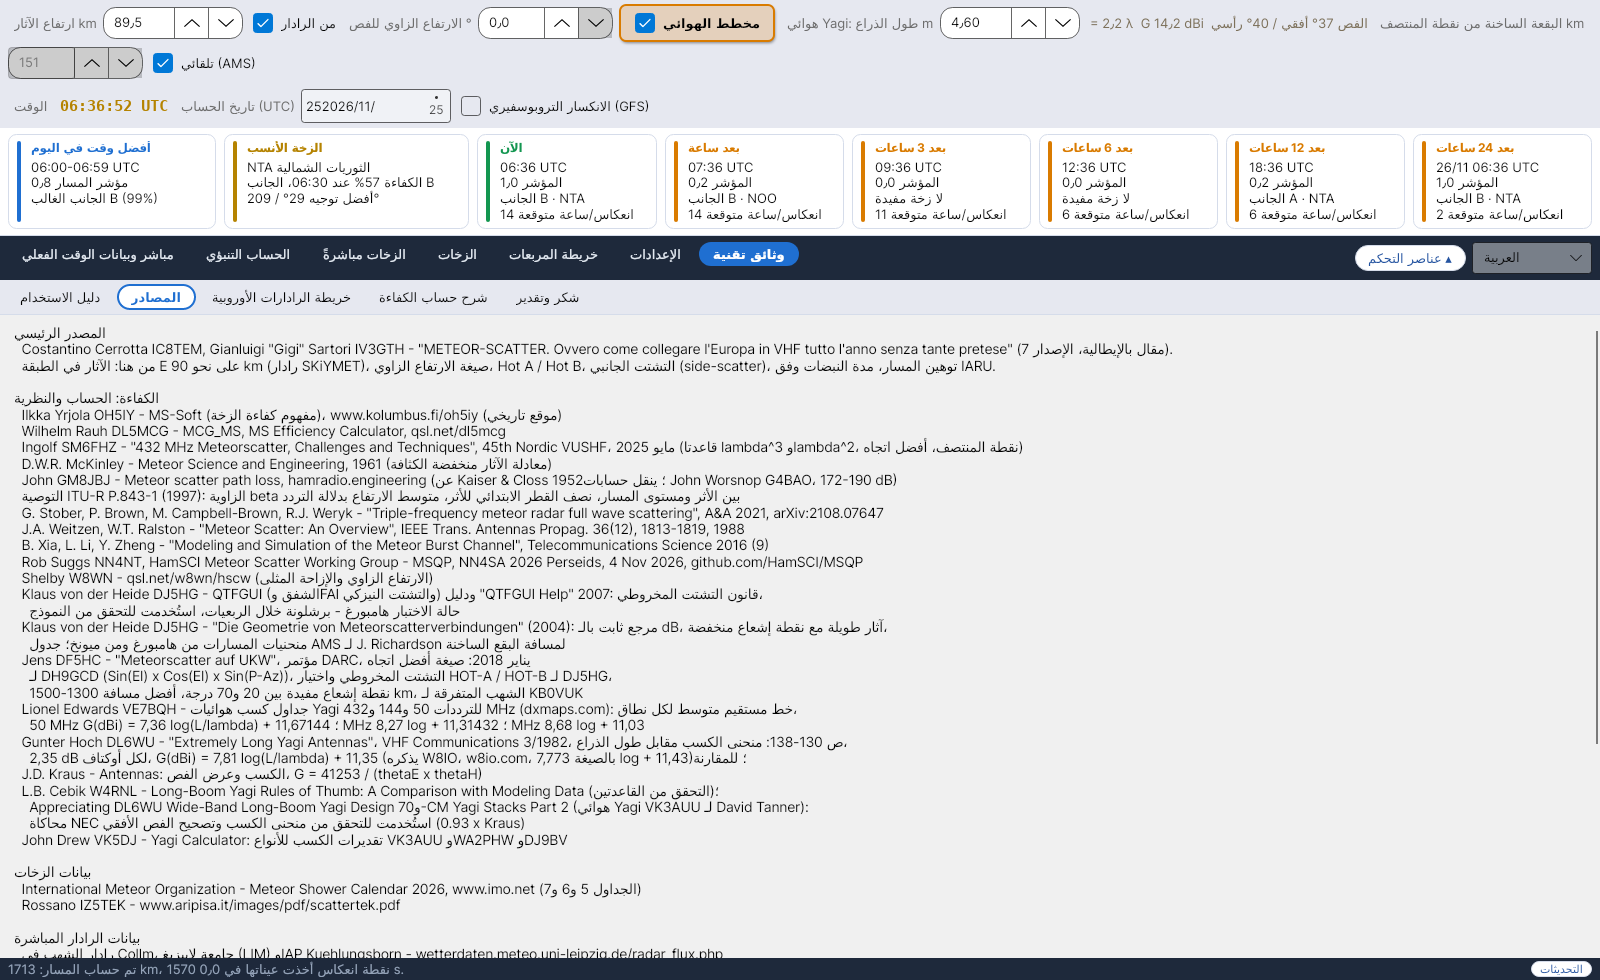 ارتفاع الآثار km 89٫5 من الرادار الارتفاع الزاوي للفص ° 0٫0 مخطط الهوائي هوائي Yagi: طول الذراع m 4٫60 = 2٫2 λ G 14٫2 dBi الفص 37° أفقي / 40° رأسي البقعة الساخنة من نقطة المنتصف km
151 تلقائي (AMS)
الوقت 06:36:52 UTC تاريخ الحساب (UTC) 252026/11/ 25 الانكسار التروبوسفيري (GFS)
أفضل وقت في اليوم
06:00-06:59 UTC
مؤشر المسار 0٫8
الجانب الغالب B (99%)
الزخة الأنسب
NTA الثوريات الشمالية
الكفاءة 57% عند 06:30، الجانب B
أفضل توجيه 29° / 209°
الآن
06:36 UTC
المؤشر 1٫0
الجانب B · NTA
انعكاس/ساعة متوقعة 14
بعد ساعة
07:36 UTC
المؤشر 0٫2
الجانب B · NOO
انعكاس/ساعة متوقعة 14
بعد 3 ساعات
09:36 UTC
المؤشر 0٫0
لا زخة مفيدة
انعكاس/ساعة متوقعة 11
بعد 6 ساعات
12:36 UTC
المؤشر 0٫0
لا زخة مفيدة
انعكاس/ساعة متوقعة 6
بعد 12 ساعات
18:36 UTC
المؤشر 0٫2
الجانب A · NTA
انعكاس/ساعة متوقعة 6
بعد 24 ساعات
26/11 06:36 UTC
المؤشر 1٫0
الجانب B · NTA
انعكاس/ساعة متوقعة 2
مباشر وبيانات الوقت الفعلي الحساب التنبؤي الزخات مباشرةً الزخات خريطة المربعات الإعدادات وثائق تقنية عناصر التحكم ▴ العربية
دليل الاستخدام المصادر خريطة الرادارات الأوروبية شرح حساب الكفاءة شكر وتقدير
المصدر الرئيسي
Costantino Cerrotta IC8TEM, Gianluigi "Gigi" Sartori IV3GTH - "METEOR-SCATTER. Ovvero come collegare l'Europa in VHF tutto l'anno senza tante pretese" (مقال بالإيطالية، الإصدار 7).
من هنا: الآثار في الطبقة E على نحو 90 km (رادار SKiYMET)، صيغة الارتفاع الزاوي، Hot A / Hot B، التشتت الجانبي (side-scatter)، توهين المسار، مدة النبضات وفق IARU.
الكفاءة: الحساب والنظرية
Ilkka Yrjola OH5IY - MS-Soft (مفهوم كفاءة الزخة)، www.kolumbus.fi/oh5iy (موقع تاريخي)
Wilhelm Rauh DL5MCG - MCG_MS, MS Efficiency Calculator, qsl.net/dl5mcg
Ingolf SM6FHZ - "432 MHz Meteorscatter, Challenges and Techniques", 45th Nordic VUSHF، مايو 2025 (قاعدتا lambda^3 وlambda^2، نقطة المنتصف، أفضل اتجاه)
D.W.R. McKinley - Meteor Science and Engineering, 1961 (معادلة الآثار منخفضة الكثافة)
John GM8JBJ - Meteor scatter path loss, hamradio.engineering (عن Kaiser & Closs 1952؛ ينقل حسابات John Worsnop G4BAO، 172-190 dB)
التوصية ITU-R P.843-1 (1997): الزاوية beta بين الأثر ومستوى المسار، نصف القطر الابتدائي للأثر، متوسط الارتفاع بدلالة التردد
G. Stober, P. Brown, M. Campbell-Brown, R.J. Weryk - "Triple-frequency meteor radar full wave scattering", A&A 2021, arXiv:2108.07647
J.A. Weitzen, W.T. Ralston - "Meteor Scatter: An Overview", IEEE Trans. Antennas Propag. 36(12), 1813-1819, 1988
B. Xia, L. Li, Y. Zheng - "Modeling and Simulation of the Meteor Burst Channel", Telecommunications Science 2016 (9)
Rob Suggs NN4NT, HamSCI Meteor Scatter Working Group - MSQP, NN4SA 2026 Perseids, 4 Nov 2026, github.com/HamSCI/MSQP
Shelby W8WN - qsl.net/w8wn/hscw (الارتفاع الزاوي والإزاحة المثلى)
Klaus von der Heide DJ5HG - QTFGUI (والتشتت النيزكي FAIالشفق و) ودليل "QTFGUI Help" 2007: قانون التشتت المخروطي،
حالة الاختبار هامبورغ - برشلونة خلال الربعيات، استُخدمت للتحقق من النموذج
Klaus von der Heide DJ5HG - "Die Geometrie von Meteorscatterverbindungen" (2004): مرجع ثابت بالـ dB، آثار طويلة مع نقطة إشعاع منخفضة،
منحنيات المسارات من هامبورغ ومن ميونخ؛ جدول AMS لـ J. Richardson لمسافة البقع الساخنة
Jens DF5HC - "Meteorscatter auf UKW"، مؤتمر DARC، يناير 2018: صيغة أفضل اتجاه
لـ DH9GCD (Sin(El) x Cos(El) x Sin(P-Az))، التشتت المخروطي واختيار HOT-A / HOT-B لـ DJ5HG،
نقطة إشعاع مفيدة بين 20 و70 درجة، أفضل مسافة 1300-1500 km، الشهب المتفرقة لـ KB0VUK
Lionel Edwards VE7BQH - جداول كسب هوائيات Yagi للترددات 50 و144 و432 MHz (dxmaps.com): خط مستقيم متوسط لكل نطاق،
50 MHz G(dBi) = 7,36 log(L/lambda) + 11,67144 ؛ MHz 8,27 log + 11,31432 ؛ MHz 8,68 log + 11,03
Gunter Hoch DL6WU - "Extremely Long Yagi Antennas"، VHF Communications 3/1982، ص 130-138: منحنى الكسب مقابل طول الذراع،
2,35 dB لكل أوكتاف، G(dBi) = 7,81 log(L/lambda) + 11,35 (يذكره W8IO، w8io.com، بالصيغة 7,773 log + 11,43)؛ للمقارنة
J.D. Kraus - Antennas: الكسب وعرض الفص، G = 41253 / (thetaE x thetaH)
L.B. Cebik W4RNL - Long-Boom Yagi Rules of Thumb: A Comparison with Modeling Data (التحقق من القاعدتين)؛
Appreciating DL6WU Wide-Band Long-Boom Yagi Design و70-CM Yagi Stacks Part 2 (هوائي Yagi VK3AUU لـ David Tanner):
محاكاة NEC استُخدمت للتحقق من منحنى الكسب وتصحيح الفص الأفقي (0.93 x Kraus)
John Drew VK5DJ - Yagi Calculator: تقديرات الكسب للأنواع VK3AUU وWA2PHW وDJ9BV
بيانات الزخات
International Meteor Organization - Meteor Shower Calendar 2026, www.imo.net (الجداول 5 و6 و7)
Rossano IZ5TEK - www.aripisa.it/images/pdf/scattertek.pdf
بيانات الرادار المباشرة
رادار الشهب في Collm، جامعة لايبزيغ (LIM) وIAP Kuehlungsborn - wetterdaten.meteo.uni-leipzig.de/radar_flux.php
تم حساب المسار: 1713 km، 1570 نقطة انعكاس أخذت عيناتها في 0٫0 s.
التحديثات